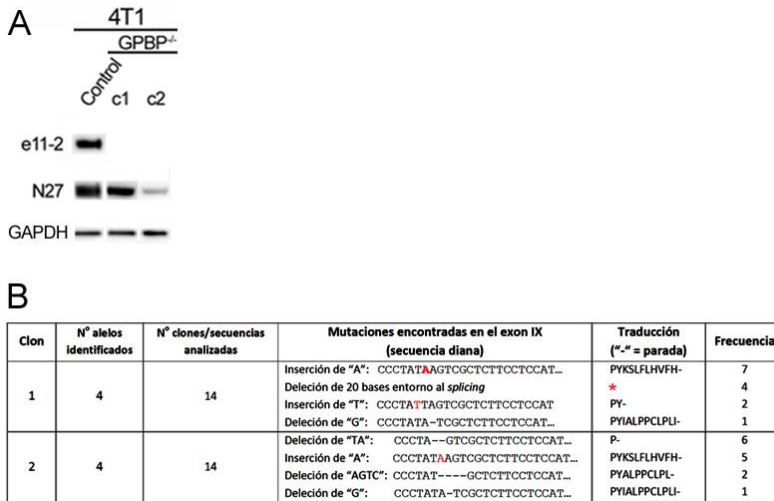 A
4T1
GPBP-/-
Control
c1
c2
e11-2
N27
GAPDH
B
Clon
Nº alelos identificados
Nº clones/secuencias analizadas
Mutaciones encontradas en el exon IX (secuencia diana)
Traducción ("-" = parada)
Frecuencia
1
4
14
Inserción de "A": CCCTATAAGTCGCTCTTCCTCCAT...
PYKSLFLHVFH-
7
Deleción de 20 bases entorno al splicing
*
4
Inserción de "T": CCCTATTAGTCGCTCTTCCTCCAT
PY-
2
Deleción de "G": CCCTATA-TCGCTCTTCCTCCAT...
PYIALPPCLPLI-
1
2
4
14
Deleción de "TA": CCCTA--GTCGCTCTTCCTCCAT...
P-
6
Inserción de "A": CCCTATAAGTCGCTCTTCCTCCAT...
PYKSLFLHVFH-
5
Deleción de "AGTC": CCCTAT----GCTCTTCCTCCAT...
PYALPPCLPL-
2
Deleción de "G": CCCTATA-TCGCTCTTCCTCCAT...
PYIALPPCLPLI-
1